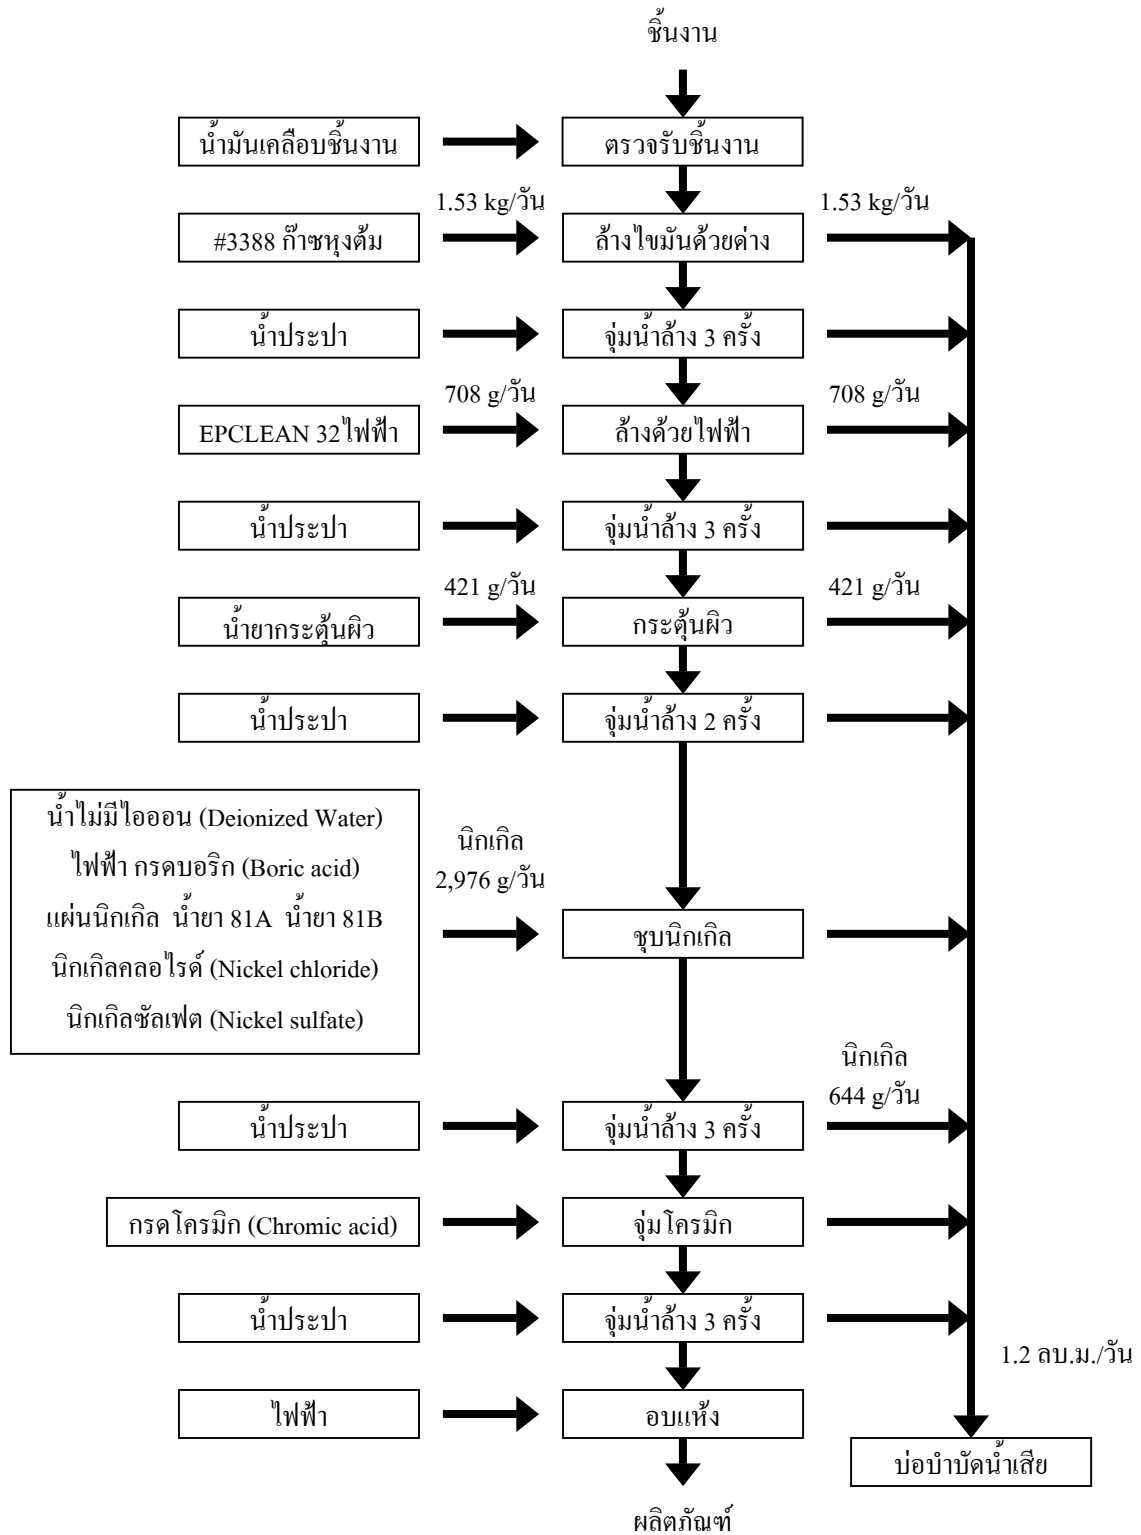 ชิ้นงาน
น้ำมันเคลือบชิ้นงาน
ตรวจรับชิ้นงาน
1.53 kg/วัน
1.53 kg/วัน
#3388 ก๊าซหุงต้ม
ล้างไขมันด้วยด่าง
น้ำประปา
จุ่มน้ำล้าง 3 ครั้ง
708 g/วัน
708 g/วัน
EPCLEAN 32ไฟฟ้า
ล้างด้วยไฟฟ้า
น้ำประปา
จุ่มน้ำล้าง 3 ครั้ง
421 g/วัน
421 g/วัน
น้ำยากระตุ้นผิว
กระตุ้นผิว
น้ำประปา
จุ่มน้ำล้าง 2 ครั้ง
น้ำไม่มีไอออน (Deionized Water)
ไฟฟ้า กรดบอริก (Boric acid)
แผ่นนิกเกิล น้ำยา 81A น้ำยา 81B
นิกเกิลคลอไรด์ (Nickel chloride)
นิกเกิลซัลเฟต (Nickel sulfate)
นิกเกิล
2,976 g/วัน
ชุบนิกเกิล
นิกเกิล
644 g/วัน
น้ำประปา
จุ่มน้ำล้าง 3 ครั้ง
กรดโครมิก (Chromic acid)
จุ่มโครมิก
น้ำประปา
จุ่มน้ำล้าง 3 ครั้ง
1.2 ลบ.ม./วัน
ไฟฟ้า
อบแห้ง
บ่อบำบัดน้ำเสีย
ผลิตภัณฑ์